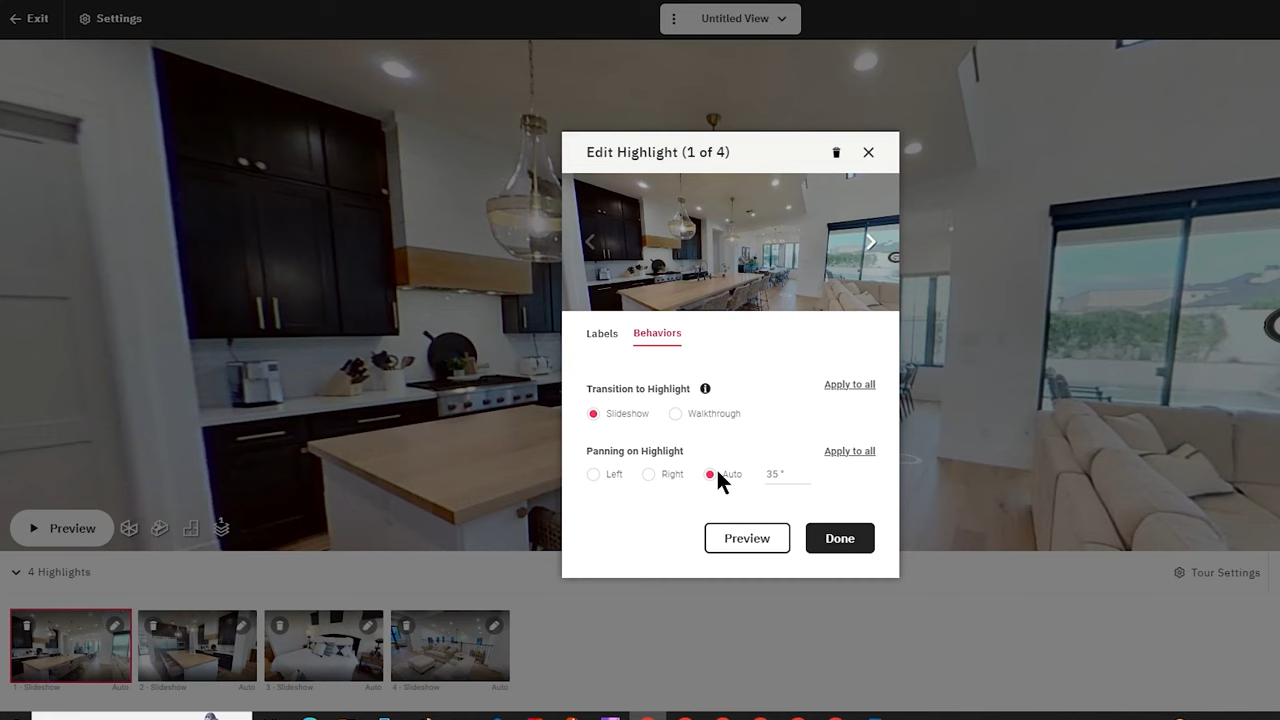 Exit
Settings
Untitled View
Edit Highlight (1 of 4)
Labels
Behaviors
Transition to Highlight
Apply to all
Slideshow
Walkthrough
Panning on Highlight
Apply to all
Left
Right
Auto
35 °
Preview
Preview
Done
4 Highlights
Tour Settings
1 - Slideshow
Auto
2 - Slideshow
Auto
3 - Slideshow
Auto
4 - Slideshow
Auto